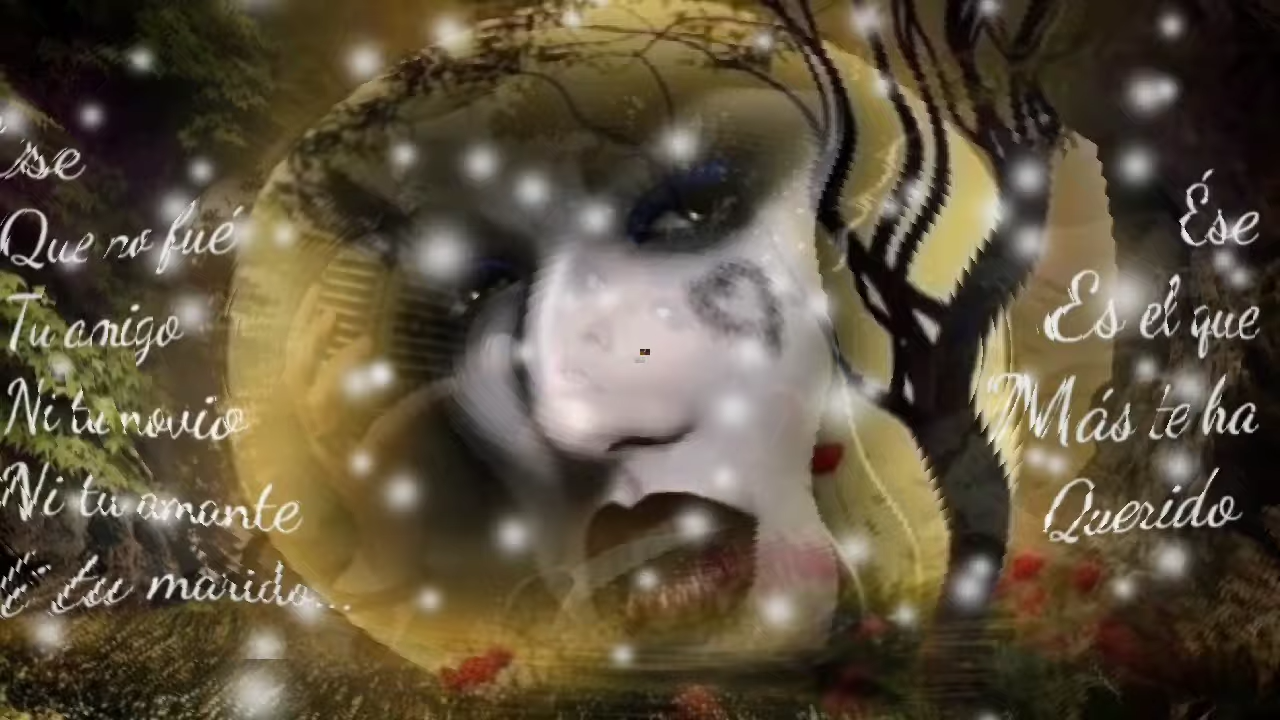 Ése
Que no fué
Tu amigo
Ni tu novio
Ni tu amante
tu marido...
Ése
Es el que
Más te ha
Querido